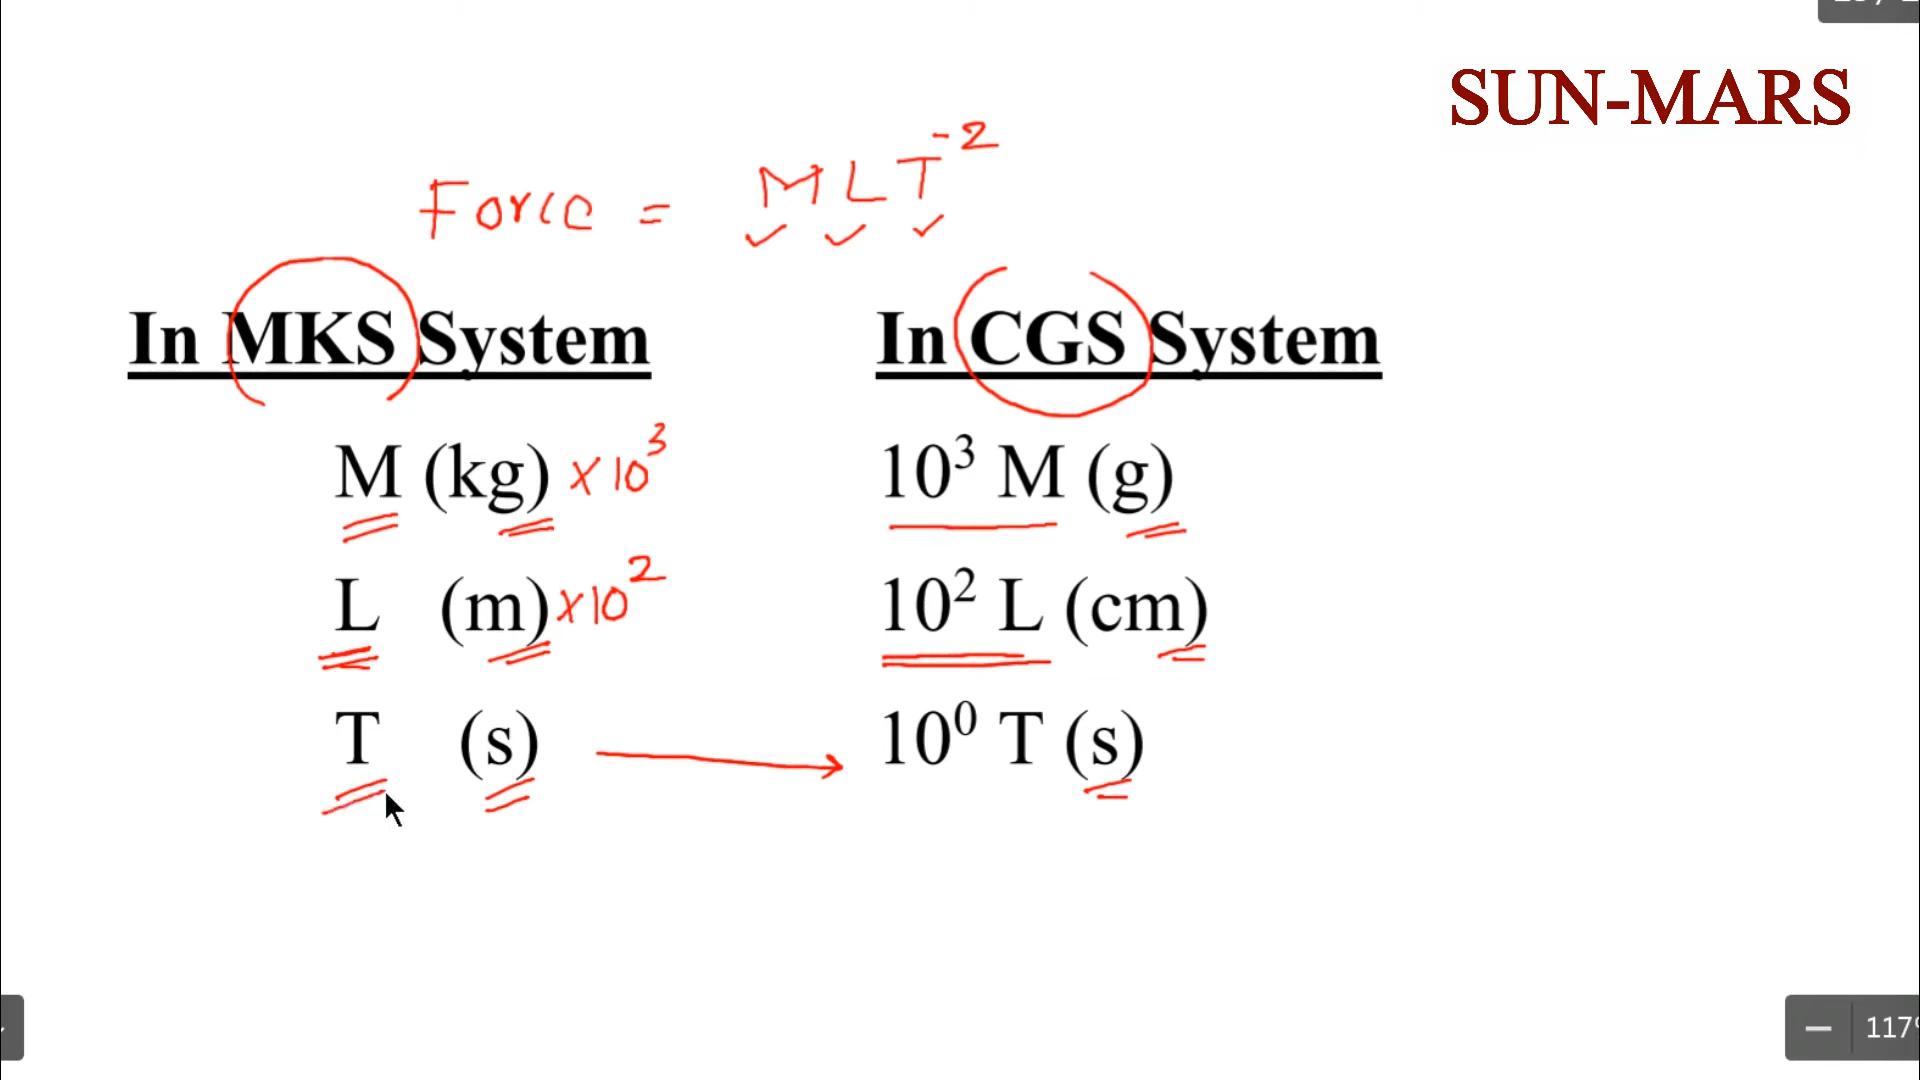 SUN-MARS
Force = MLT⁻²
In MKS System
In CGS System
M (kg) ×10³
10³ M (g)
L (m) ×10²
10² L (cm)
T (s)
10⁰ T (s)
117